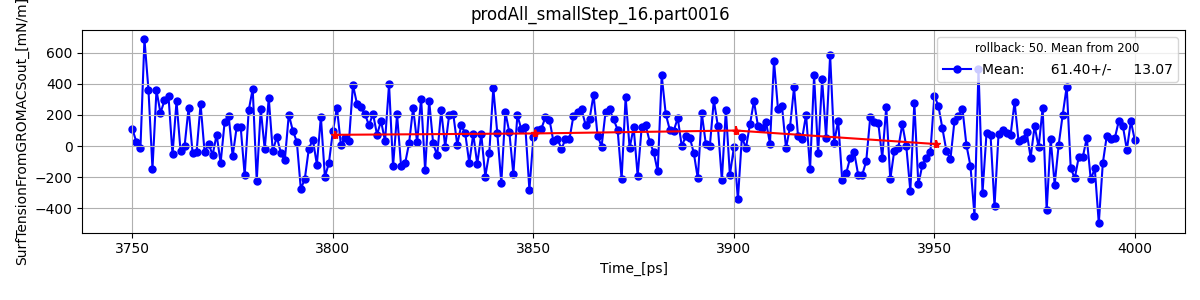 prodAll_smallStep_16.part0016
SurfTensionFromGROMACSout_[mN/m]
600
400
200
0
−200
−400
rollback: 50. Mean from 200
Mean: 61.40+/- 13.07
3750
3800
3850
3900
3950
4000
Time_[ps]